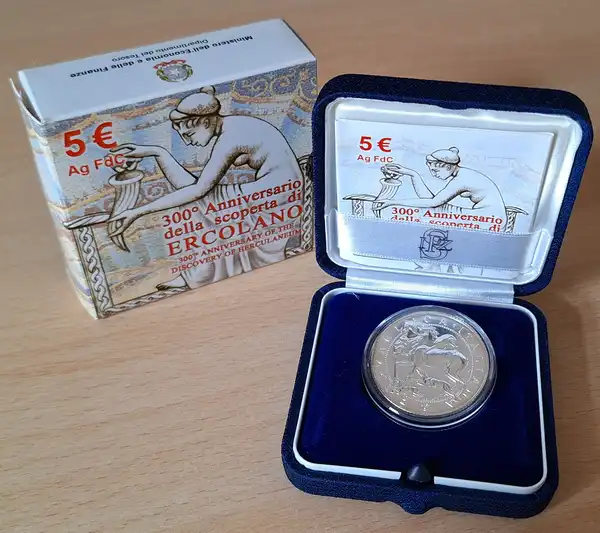 Ministero dell'Economia e delle Finanze
Dipartimento del Tesoro
5 €
Ag FdC
300° Anniversario
della scoperta di
ERCOLANO
300° ANNIVERSARY OF THE
DISCOVERY OF HERCULANEUM
5 €
Ag FdC
300° Anniversario
della scoperta di